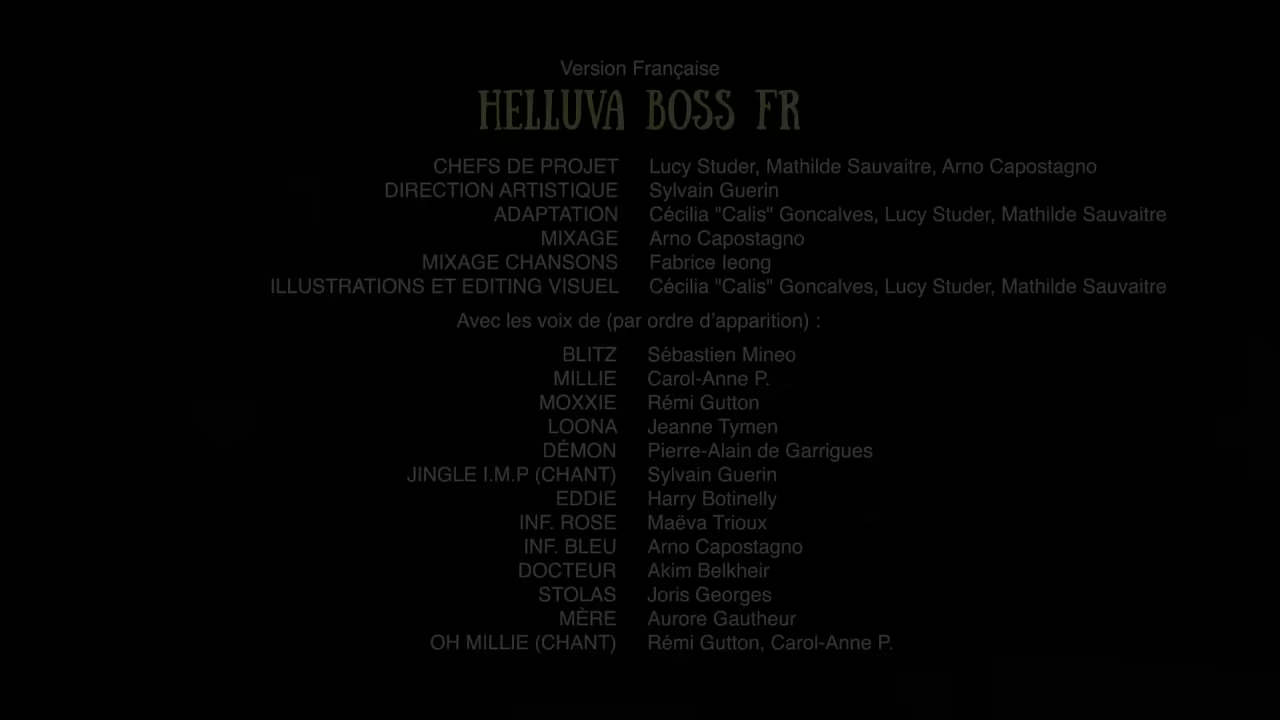 Version Française
HELLUVA BOSS FR
CHEFS DE PROJET Lucy Studer, Mathilde Sauvaitre, Arno Capostagno
DIRECTION ARTISTIQUE Sylvain Guerin
ADAPTATION Cécilia "Calis" Goncalves, Lucy Studer, Mathilde Sauvaitre
MIXAGE Arno Capostagno
MIXAGE CHANSONS Fabrice Ieong
ILLUSTRATIONS ET EDITING VISUEL Cécilia "Calis" Goncalves, Lucy Studer, Mathilde Sauvaitre
Avec les voix de (par ordre d'apparition) :
BLITZ Sébastien Mineo
MILLIE Carol-Anne P.
MOXXIE Rémi Gutton
LOONA Jeanne Tymen
DÉMON Pierre-Alain de Garrigues
JINGLE I.M.P (CHANT) Sylvain Guerin
EDDIE Harry Botinelly
INF. ROSE Maëva Trioux
INF. BLEU Arno Capostagno
DOCTEUR Akim Belkheir
STOLAS Joris Georges
MÈRE Aurore Gautheur
OH MILLIE (CHANT) Rémi Gutton, Carol-Anne P.